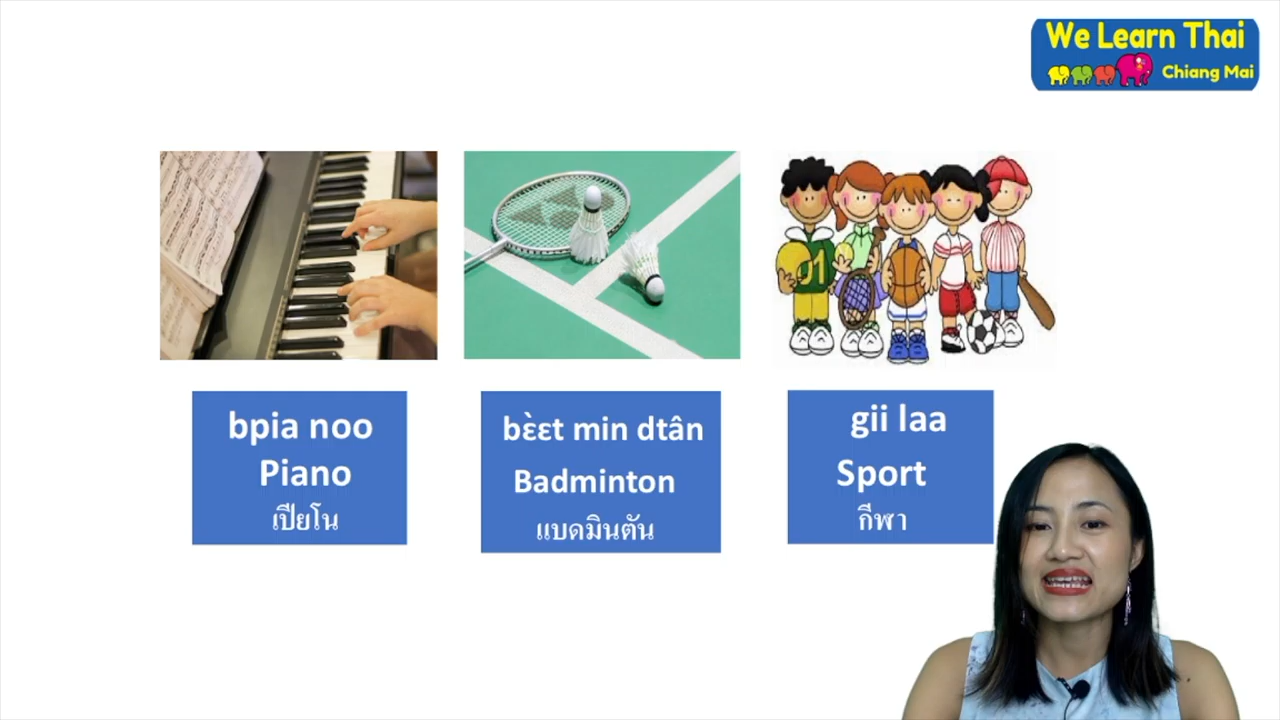 We Learn Thai
Chiang Mai
bpia noo
Piano
เปียโน
bɛ̀ɛt min dtân
Badminton
แบดมินตัน
gii laa
Sport
กีฬา